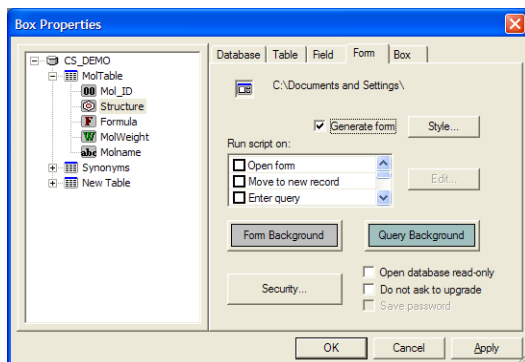 Box Properties
CS_DEMO
MolTable
00 Mol_ID
Structure
F Formula
W MolWeight
abc Molname
Synonyms
New Table
Database Table Field Form Box
C:\Documents and Settings\
Generate form
Style...
Run script on:
Open form
Move to new record
Enter query
Edit...
Form Background
Query Background
Security...
Open database read-only
Do not ask to upgrade
Save password
OK Cancel Apply